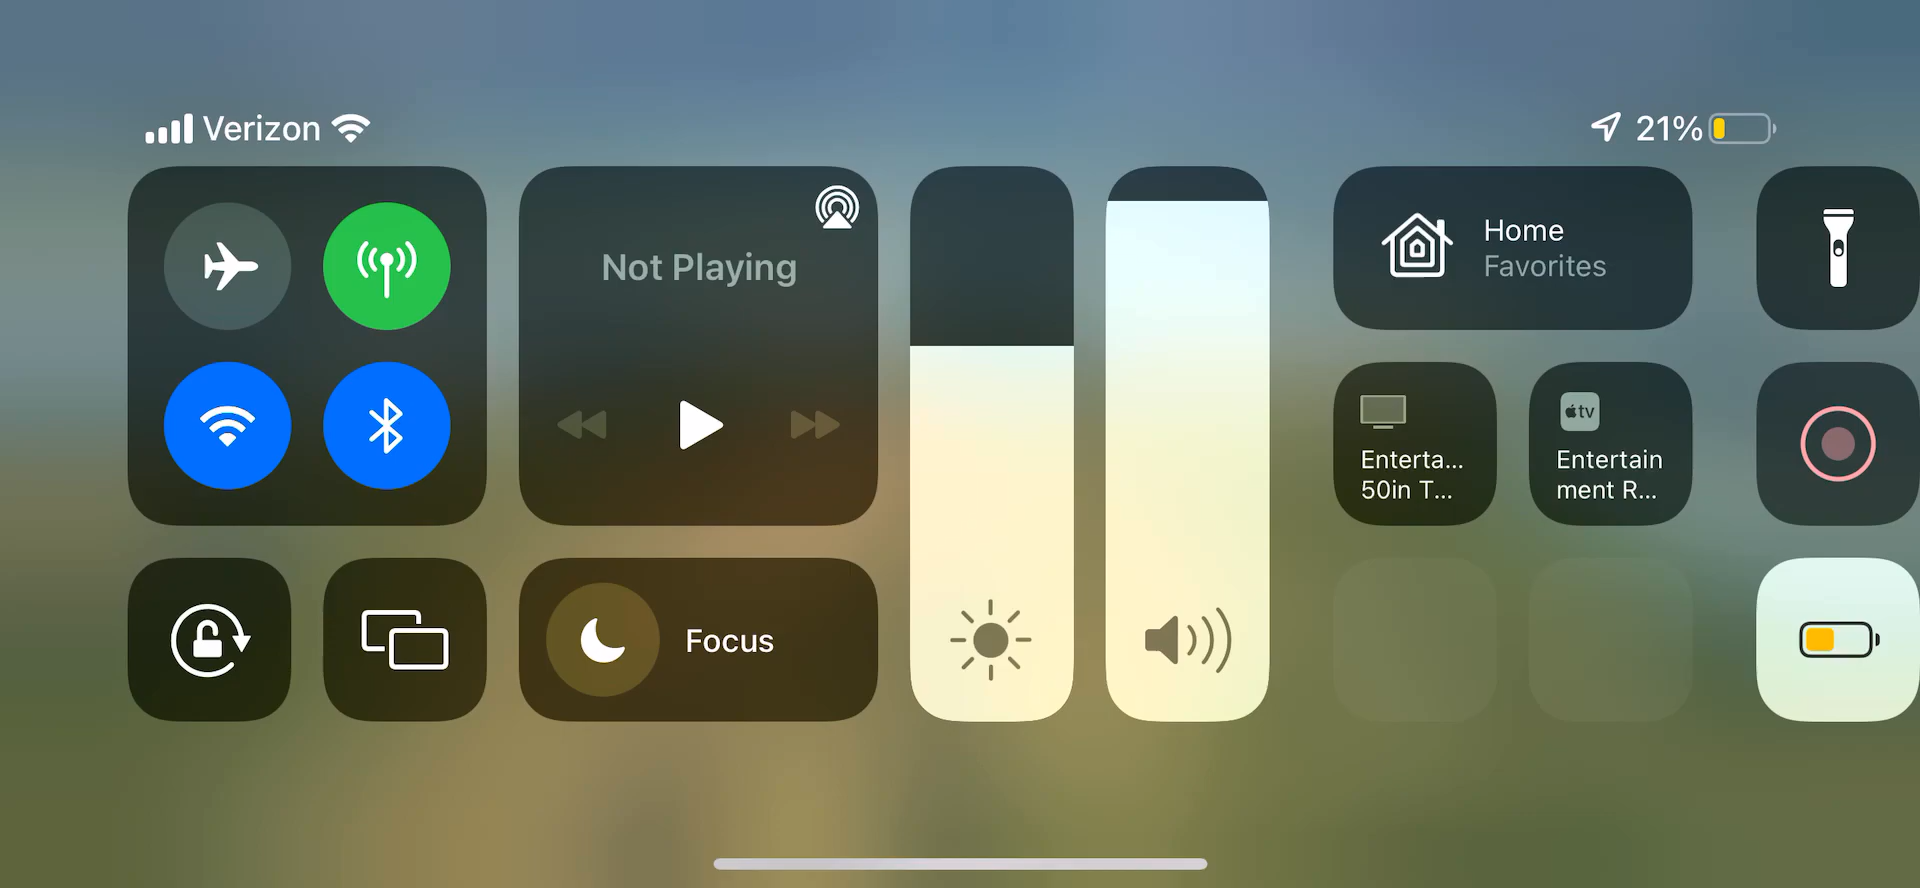 Verizon
21%
Not Playing
Home
Favorites
tv
Enterta...
50in T...
Entertain
ment R...
Focus